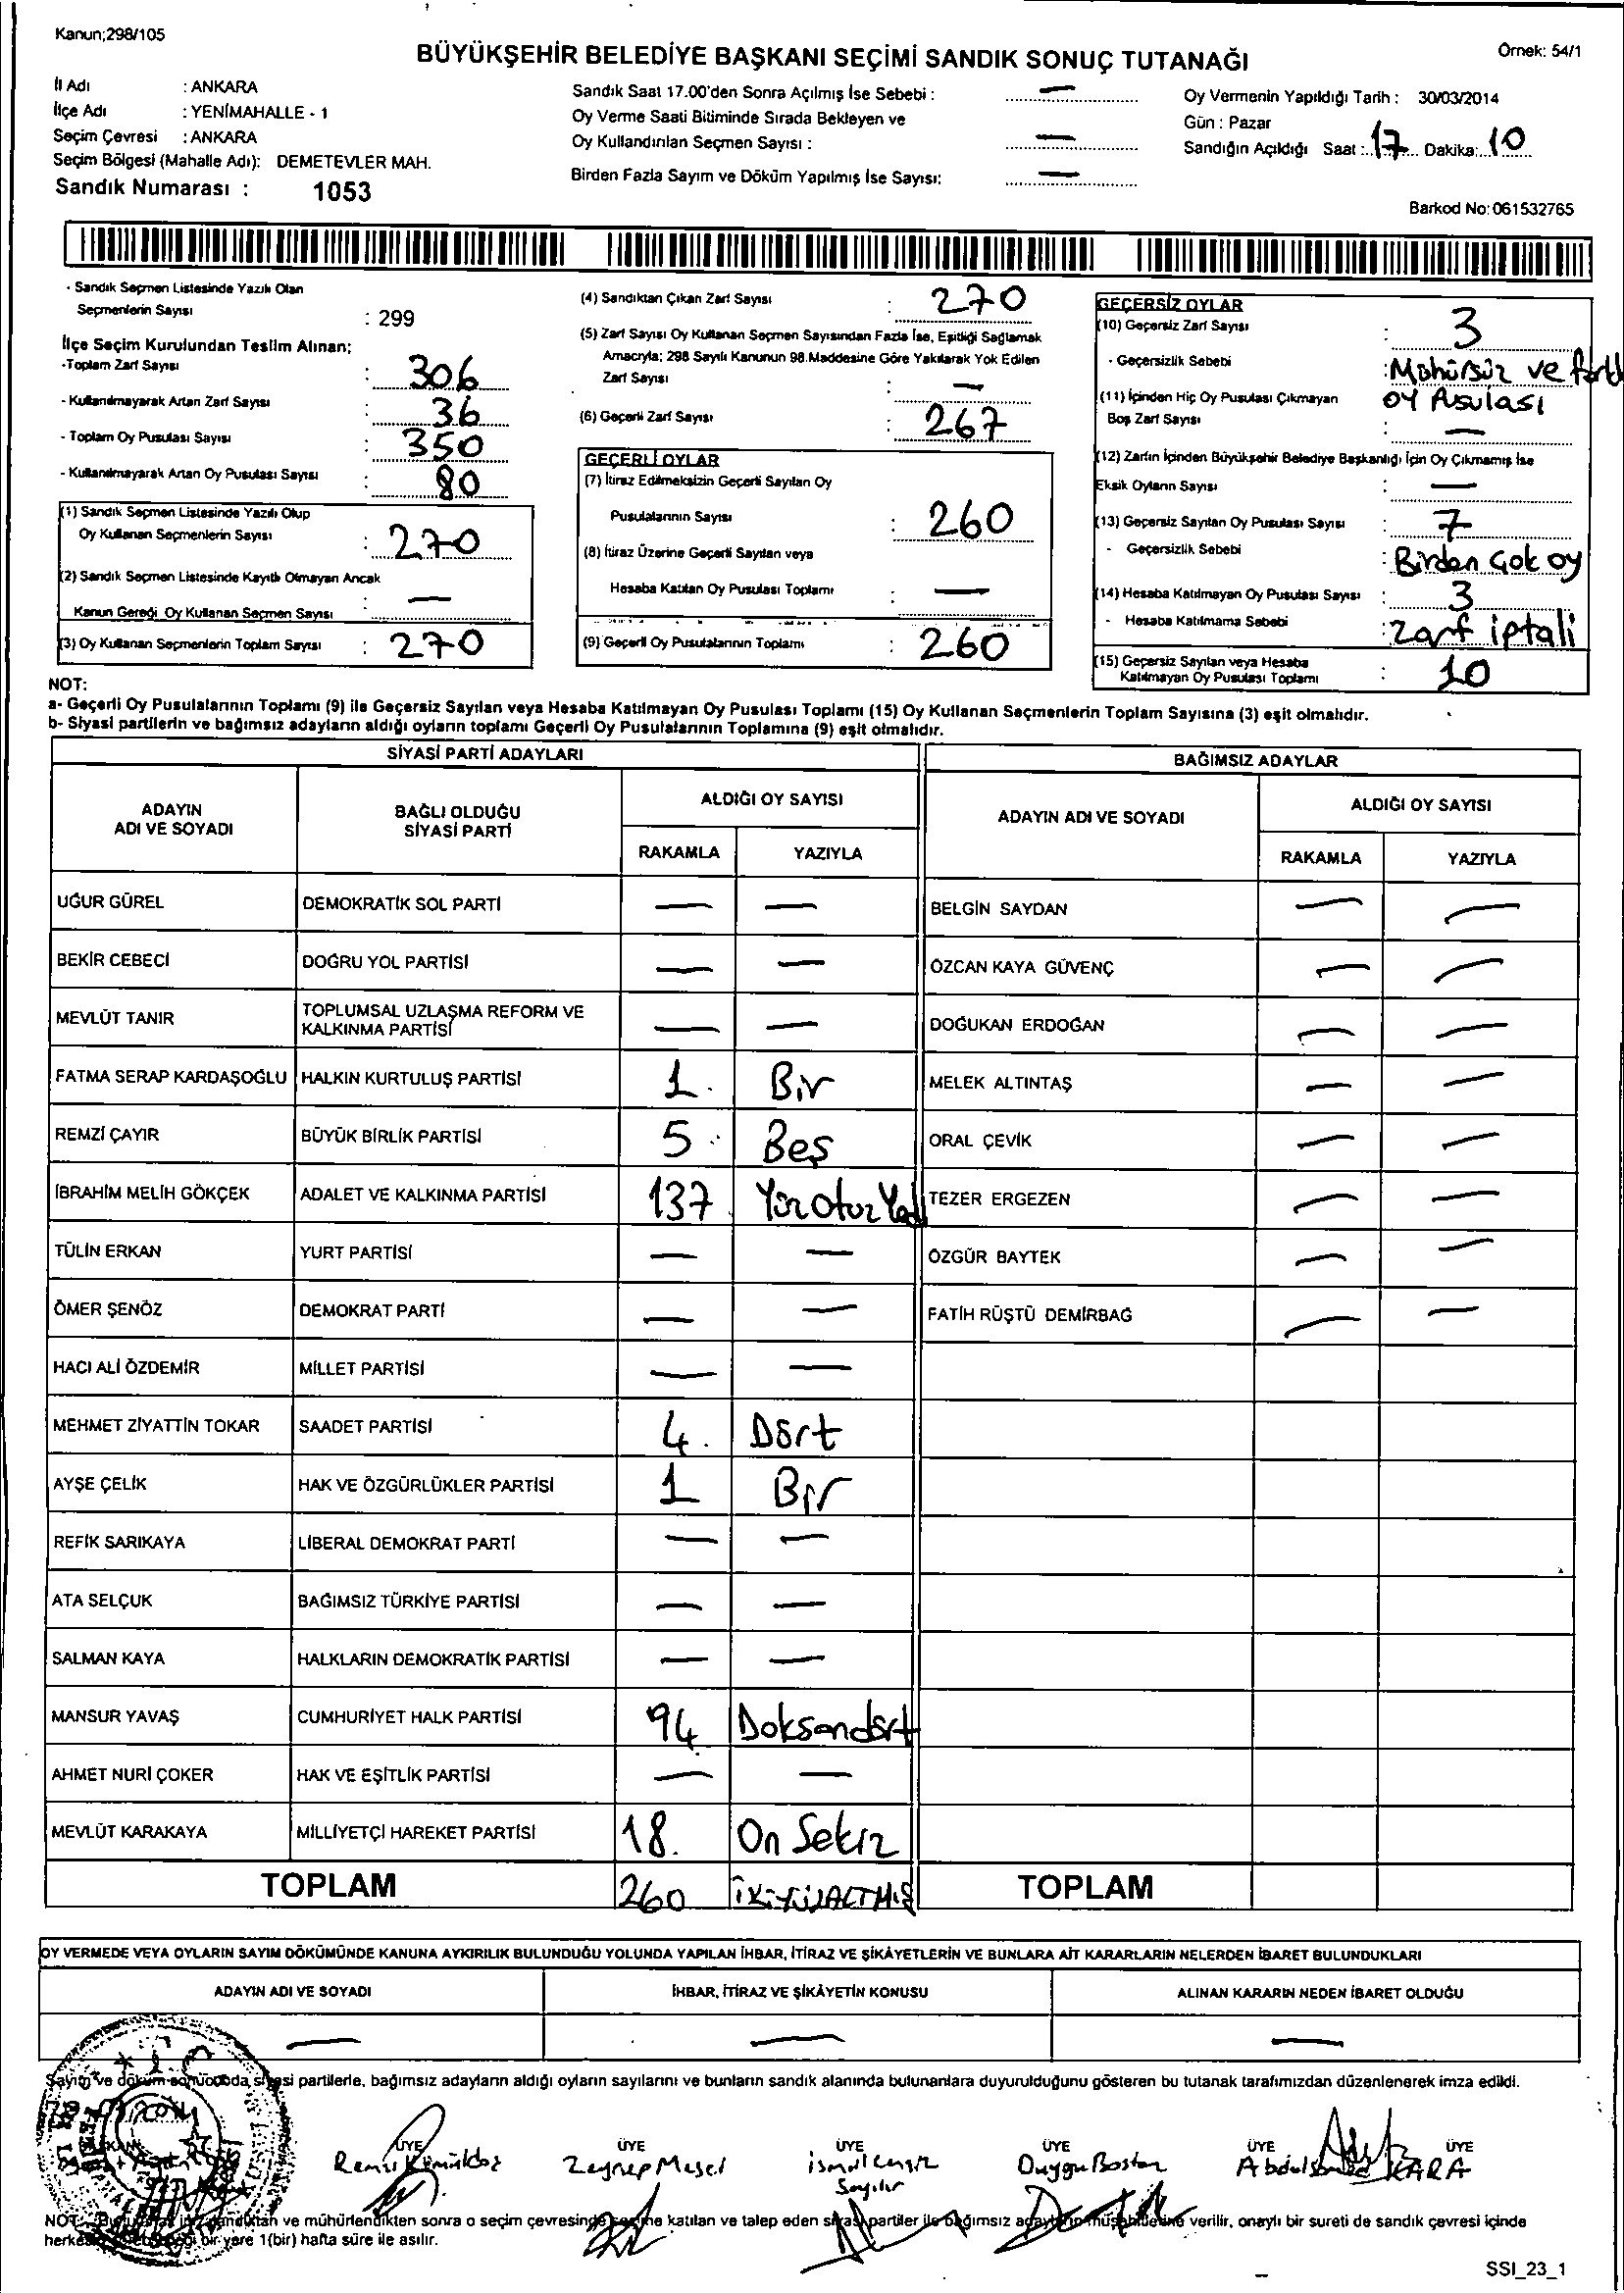 Kanun;298/105
BÜYÜKŞEHİR BELEDİYE BAŞKANI SEÇİMİ SANDIK SONUÇ TUTANAĞI
Örnek: 54/1
İl Adı : ANKARA
İlçe Adı : YENİMAHALLE - 1
Seçim Çevresi : ANKARA
Seçim Bölgesi (Mahalle Adı): DEMETEVLER MAH.
Sandık Numarası : 1053
Sandık Saat 17.00'den Sonra Açılmış İse Sebebi : —
Oy Verme Saati Bitiminde Sırada Bekleyen ve
Oy Kullandırılan Seçmen Sayısı : —
Birden Fazla Sayım ve Döküm Yapılmış İse Sayısı: —
Oy Vermenin Yapıldığı Tarih : 30/03/2014
Gün : Pazar
Sandığın Açıldığı Saat : 17 Dakika: 10
Barkod No: 061532765
- Sandık Seçmen Listesinde Yazılı Olan
Seçmenlerin Sayısı : 299
İlçe Seçim Kurulundan Teslim Alınan;
-Toplam Zarf Sayısı : 306
- Kullanılmayarak Artan Zarf Sayısı : 36
- Toplam Oy Pusulası Sayısı : 350
- Kullanılmayarak Artan Oy Pusulası Sayısı : 80
(1) Sandık Seçmen Listesinde Yazılı Olup
Oy Kullanan Seçmenlerin Sayısı : 270
(2) Sandık Seçmen Listesinde Kayıtlı Olmayan Ancak
Kanun Gereği Oy Kullanan Seçmen Sayısı : —
(3) Oy Kullanan Seçmenlerin Toplam Sayısı : 270
(4) Sandıktan Çıkan Zarf Sayısı : 270
(5) Zarf Sayısı Oy Kullanan Seçmen Sayısından Fazla İse, Eşitliği Sağlamak
Amacıyla; 298 Sayılı Kanunun 98.Maddesine Göre Yakılarak Yok Edilen
Zarf Sayısı : —
(6) Geçerli Zarf Sayısı : 267
GEÇERLİ OYLAR
(7) İtiraz Edilmeksizin Geçerli Sayılan Oy
Pusulalarının Sayısı : 260
(8) İtiraz Üzerine Geçerli Sayılan veya
Hesaba Katılan Oy Pusulası Toplamı : —
(9) Geçerli Oy Pusulalarının Toplamı : 260
GEÇERSİZ OYLAR
(10) Geçersiz Zarf Sayısı : 3
- Geçersizlik Sebebi : Mühürsüz ve farklı
oy Pusulası
(11) İçinden Hiç Oy Pusulası Çıkmayan
Boş Zarf Sayısı : —
(12) Zarfın İçinden Büyükşehir Belediye Başkanlığı İçin Oy Çıkmamış İse
Eksik Oyların Sayısı : —
(13) Geçersiz Sayılan Oy Pusulası Sayısı : 7
- Geçersizlik Sebebi : Birden çok oy
(14) Hesaba Katılmayan Oy Pusulası Sayısı : 3
- Hesaba Katılmama Sebebi : zarf iptali
(15) Geçersiz Sayılan veya Hesaba
Katılmayan Oy Pusulası Toplamı : 10
NOT:
a- Geçerli Oy Pusulalarının Toplamı (9) ile Geçersiz Sayılan veya Hesaba Katılmayan Oy Pusulası Toplamı (15) Oy Kullanan Seçmenlerin Toplam Sayısına (3) eşit olmalıdır.
b- Siyasi partilerin ve bağımsız adayların aldığı oyların toplamı Geçerli Oy Pusulalarının Toplamına (9) eşit olmalıdır.
SİYASİ PARTİ ADAYLARI
ADAYIN ADI VE SOYADI
BAĞLI OLDUĞU SİYASİ PARTİ
ALDIĞI OY SAYISI
RAKAMLA YAZIYLA
UĞUR GÜREL DEMOKRATİK SOL PARTİ — —
BEKİR CEBECİ DOĞRU YOL PARTİSİ — —
MEVLÜT TANIR TOPLUMSAL UZLAŞMA REFORM VE KALKINMA PARTİSİ — —
FATMA SERAP KARDAŞOĞLU HALKIN KURTULUŞ PARTİSİ 1. Bir
REMZİ ÇAYIR BÜYÜK BİRLİK PARTİSİ 5 Beş
İBRAHİM MELİH GÖKÇEK ADALET VE KALKINMA PARTİSİ 137 Yüz Otuz Yedi
TÜLİN ERKAN YURT PARTİSİ — —
ÖMER ŞENÖZ DEMOKRAT PARTİ — —
HACI ALİ ÖZDEMİR MİLLET PARTİSİ — —
MEHMET ZİYATTİN TOKAR SAADET PARTİSİ 4. Dört
AYŞE ÇELİK HAK VE ÖZGÜRLÜKLER PARTİSİ 1 Bir
REFİK SARIKAYA LİBERAL DEMOKRAT PARTİ — —
ATA SELÇUK BAĞIMSIZ TÜRKİYE PARTİSİ — —
SALMAN KAYA HALKLARIN DEMOKRATİK PARTİSİ — —
MANSUR YAVAŞ CUMHURİYET HALK PARTİSİ 94 Doksandört
AHMET NURİ ÇOKER HAK VE EŞİTLİK PARTİSİ — —
MEVLÜT KARAKAYA MİLLİYETÇİ HAREKET PARTİSİ 18. On Sekiz
TOPLAM 260 İKİYÜZALTMIŞ
BAĞIMSIZ ADAYLAR
ADAYIN ADI VE SOYADI
ALDIĞI OY SAYISI
RAKAMLA YAZIYLA
BELGİN SAYDAN — —
ÖZCAN KAYA GÜVENÇ — —
DOĞUKAN ERDOĞAN — —
MELEK ALTINTAŞ — —
ORAL ÇEVİK — —
TEZER ERGEZEN — —
ÖZGÜR BAYTEK — —
FATİH RÜŞTÜ DEMİRBAĞ — —
TOPLAM
OY VERMEDE VEYA OYLARIN SAYIM DÖKÜMÜNDE KANUNA AYKIRILIK BULUNDUĞU YOLUNDA YAPILAN İHBAR, İTİRAZ VE ŞİKÂYETLERİN VE BUNLARA AİT KARARLARIN NELERDEN İBARET BULUNDUKLARI
ADAYIN ADI VE SOYADI İHBAR, İTİRAZ VE ŞİKÂYETİN KONUSU ALINAN KARARIN NEDEN İBARET OLDUĞU
— — —
Sayım ve döküm sonucunda, siyasi partilerle, bağımsız adayların aldığı oyların sayılarını ve bunların sandık alanında bulunanlara duyurulduğunu gösteren bu tutanak tarafımızdan düzenlenerek imza edildi.
ÜYE ÜYE ÜYE ÜYE ÜYE ÜYE
Zeynep Duygu Bostan KARA
ve mühürlendikten sonra o seçim çevresinde seçime katılan ve talep eden siyasi partiler ile bağımsız adayların müşahitlerine verilir, onaylı bir sureti de sandık çevresi içinde
bir yere 1(bir) hafta süre ile asılır.
SSI_23_1